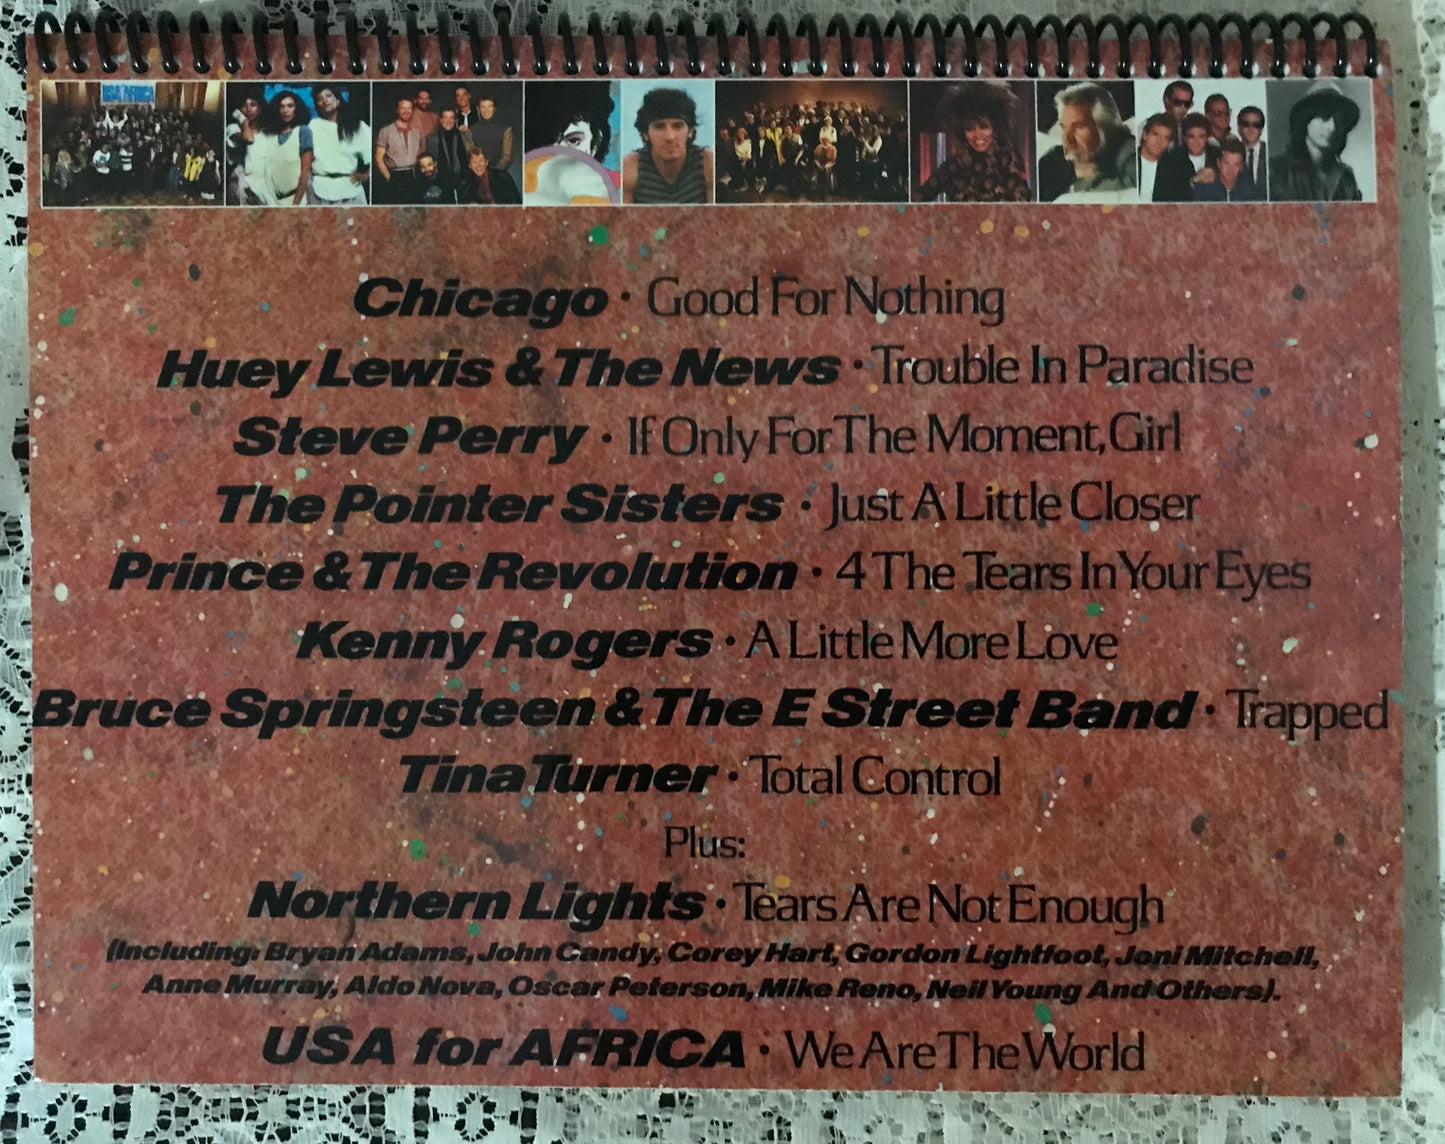 USA AFRICA
Chicago • Good For Nothing
Huey Lewis & The News • Trouble In Paradise
Steve Perry • If Only For The Moment, Girl
The Pointer Sisters • Just A Little Closer
Prince & The Revolution • 4 The Tears In Your Eyes
Kenny Rogers • A Little More Love
Bruce Springsteen & The E Street Band • Trapped
Tina Turner • Total Control
Plus:
Northern Lights • Tears Are Not Enough
(Including: Bryan Adams, John Candy, Corey Hart, Gordon Lightfoot, Joni Mitchell,
Anne Murray, Aldo Nova, Oscar Peterson, Mike Reno, Neil Young And Others).
USA for AFRICA • We Are The World